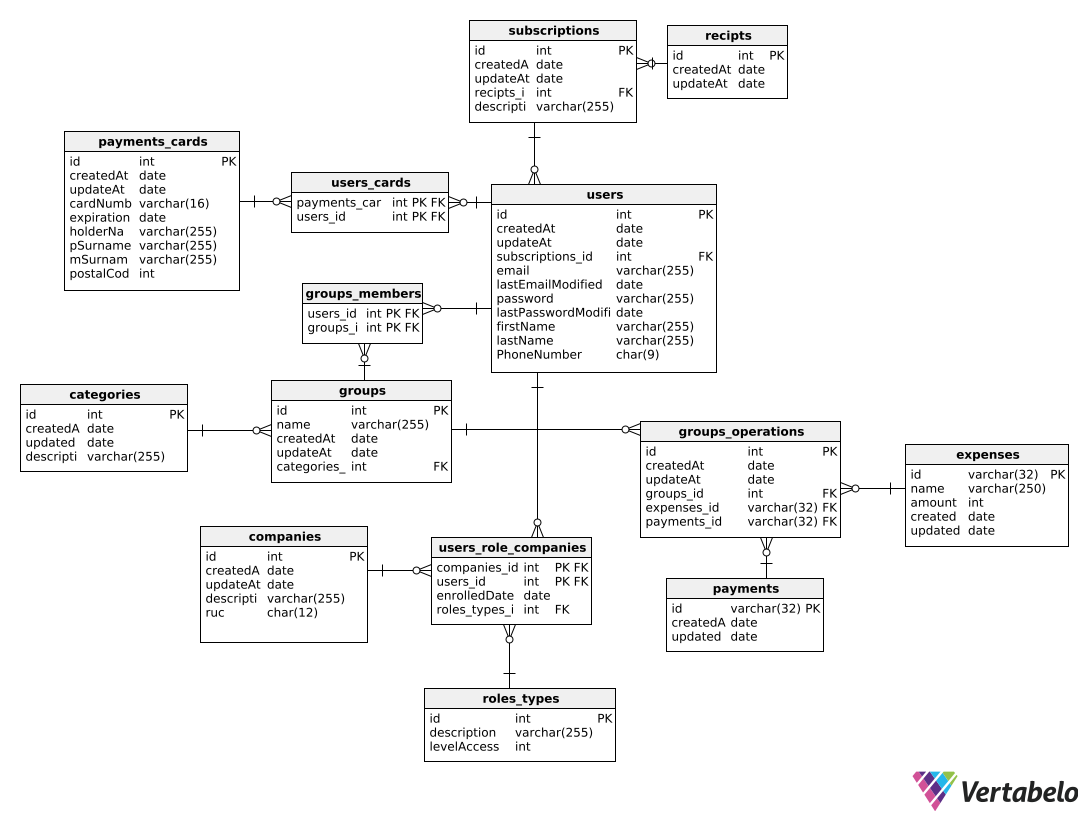 subscriptions
id int PK
createdA date
updateAt date
recipts_i int FK
descripti varchar(255)
recipts
id int PK
createdAt date
updateAt date
payments_cards
id int PK
createdAt date
updateAt date
cardNumb varchar(16)
expiration date
holderNa varchar(255)
pSurname varchar(255)
mSurnam varchar(255)
postalCod int
users_cards
payments_car int PK FK
users_id int PK FK
users
id int PK
createdAt date
updateAt date
subscriptions_id int FK
email varchar(255)
lastEmailModified date
password varchar(255)
lastPasswordModifi date
firstName varchar(255)
lastName varchar(255)
PhoneNumber char(9)
groups_members
users_id int PK FK
groups_i int PK FK
categories
id int PK
createdA date
updated date
descripti varchar(255)
groups
id int PK
name varchar(255)
createdAt date
updateAt date
categories_ int FK
groups_operations
id int PK
createdAt date
updateAt date
groups_id int FK
expenses_id varchar(32) FK
payments_id varchar(32) FK
expenses
id varchar(32) PK
name varchar(250)
amount int
created date
updated date
companies
id int PK
createdA date
updateAt date
descripti varchar(255)
ruc char(12)
users_role_companies
companies_id int PK FK
users_id int PK FK
enrolledDate date
roles_types_i int FK
payments
id varchar(32) PK
createdA date
updated date
roles_types
id int PK
description varchar(255)
levelAccess int
Vertabelo